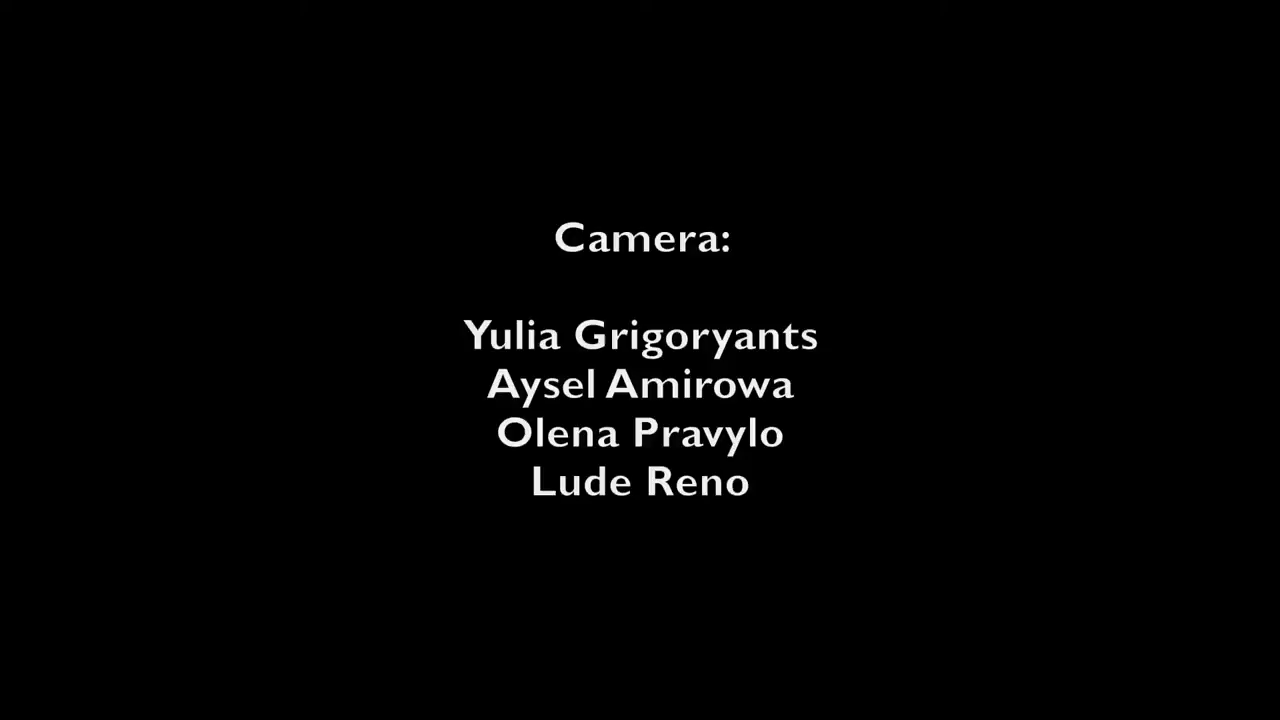 Camera:
Yulia Grigoryants
Aysel Amirowa
Olena Pravylo
Lude Reno